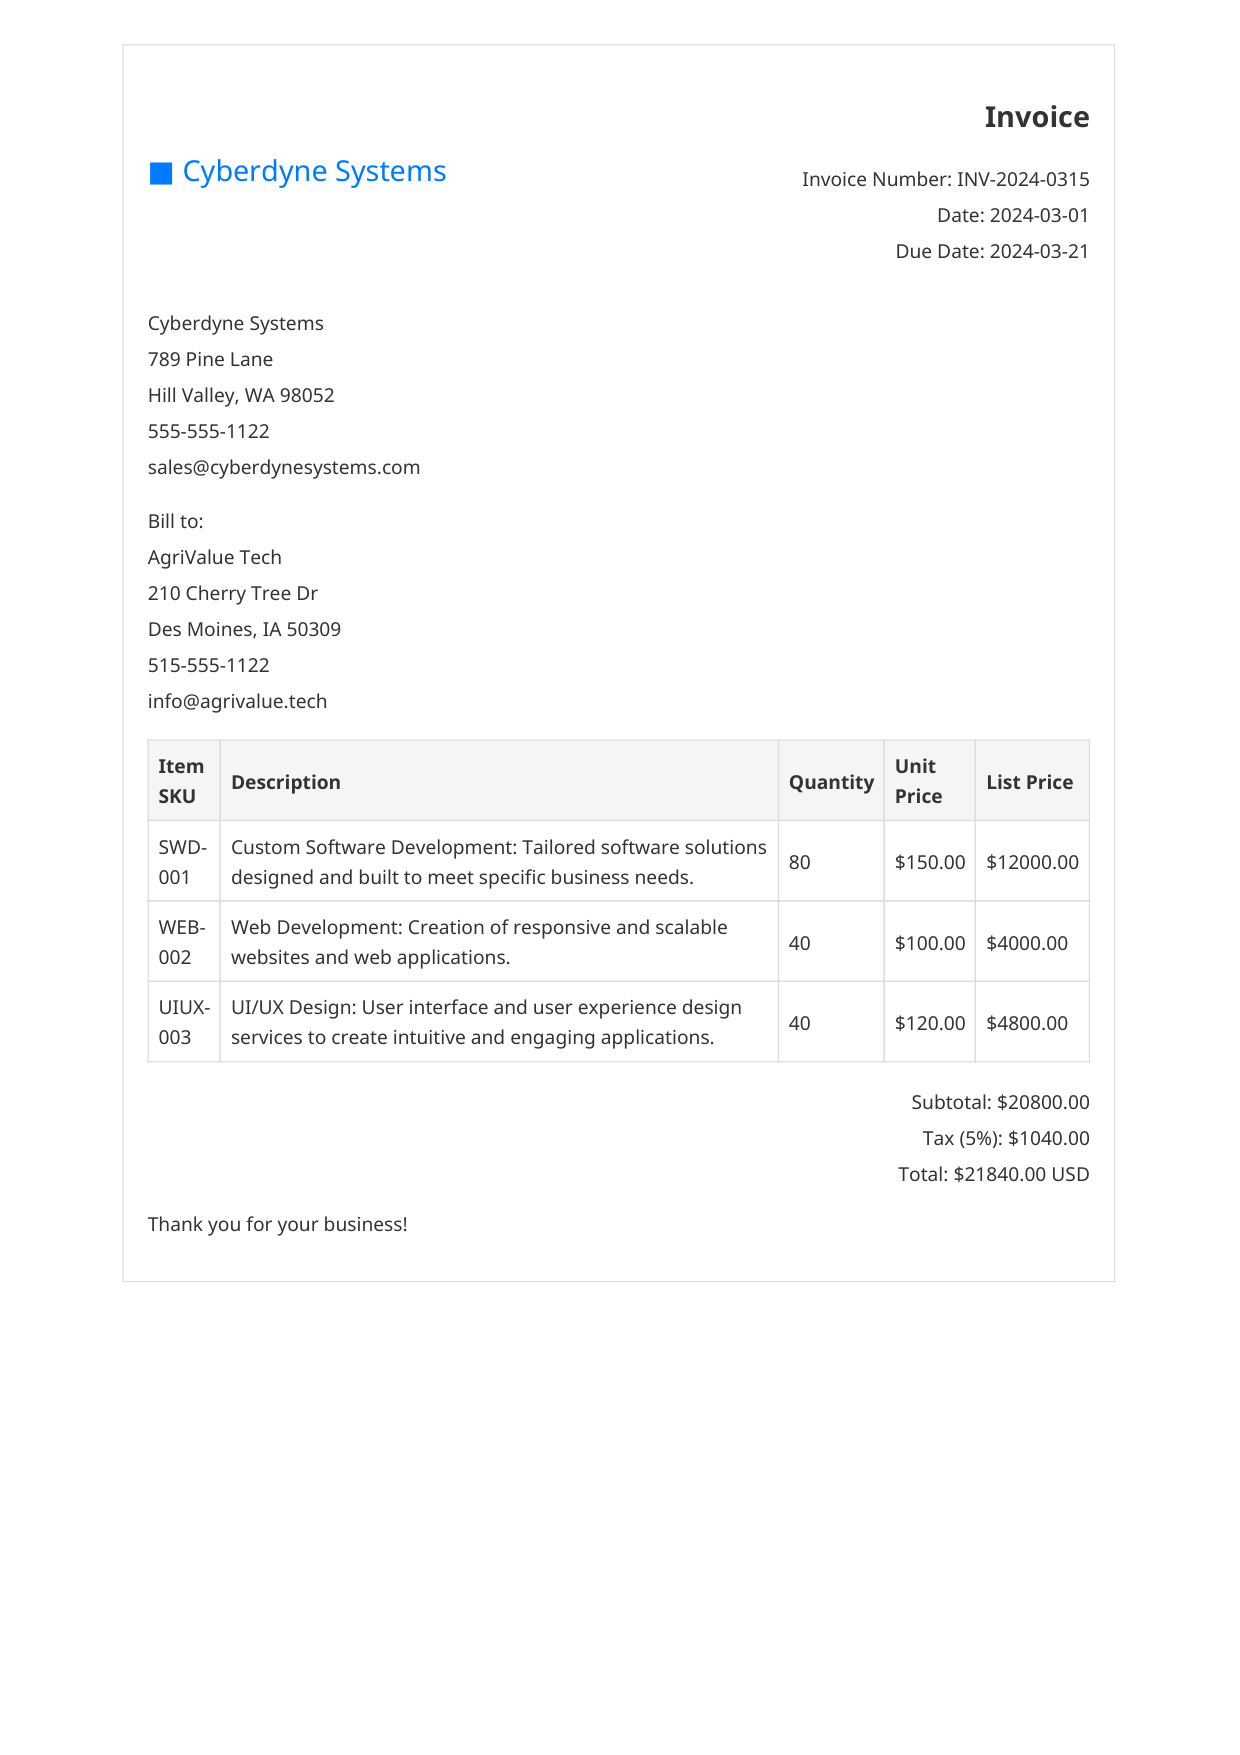 Invoice
■ Cyberdyne Systems
Invoice Number: INV-2024-0315
Date: 2024-03-01
Due Date: 2024-03-21
Cyberdyne Systems
789 Pine Lane
Hill Valley, WA 98052
555-555-1122
sales@cyberdynesystems.com
Bill to:
AgriValue Tech
210 Cherry Tree Dr
Des Moines, IA 50309
515-555-1122
info@agrivalue.tech
Item SKU Description Quantity Unit Price List Price
SWD-001 Custom Software Development: Tailored software solutions designed and built to meet specific business needs. 80 $150.00 $12000.00
WEB-002 Web Development: Creation of responsive and scalable websites and web applications. 40 $100.00 $4000.00
UIUX-003 UI/UX Design: User interface and user experience design services to create intuitive and engaging applications. 40 $120.00 $4800.00
Subtotal: $20800.00
Tax (5%): $1040.00
Total: $21840.00 USD
Thank you for your business!